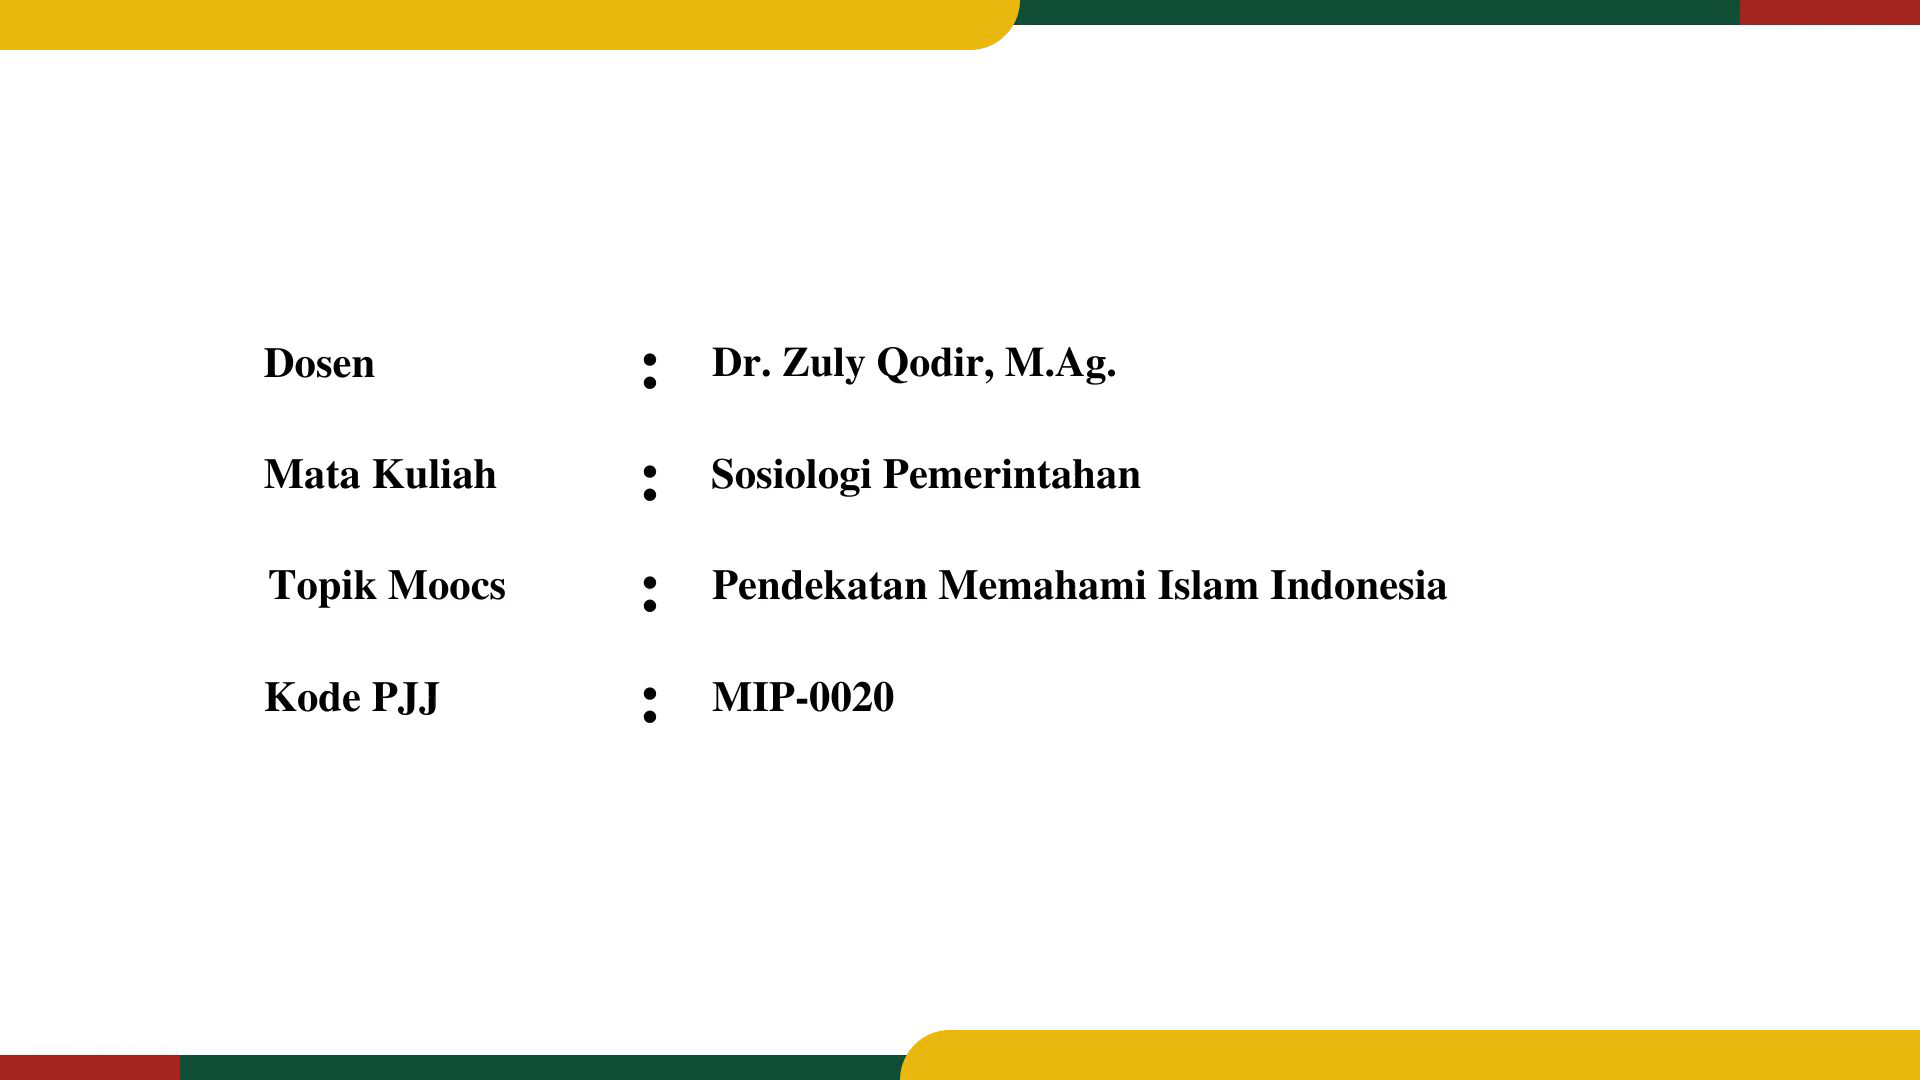 Dosen : Dr. Zuly Qodir, M.Ag.
Mata Kuliah : Sosiologi Pemerintahan
Topik Moocs : Pendekatan Memahami Islam Indonesia
Kode PJJ : MIP-0020